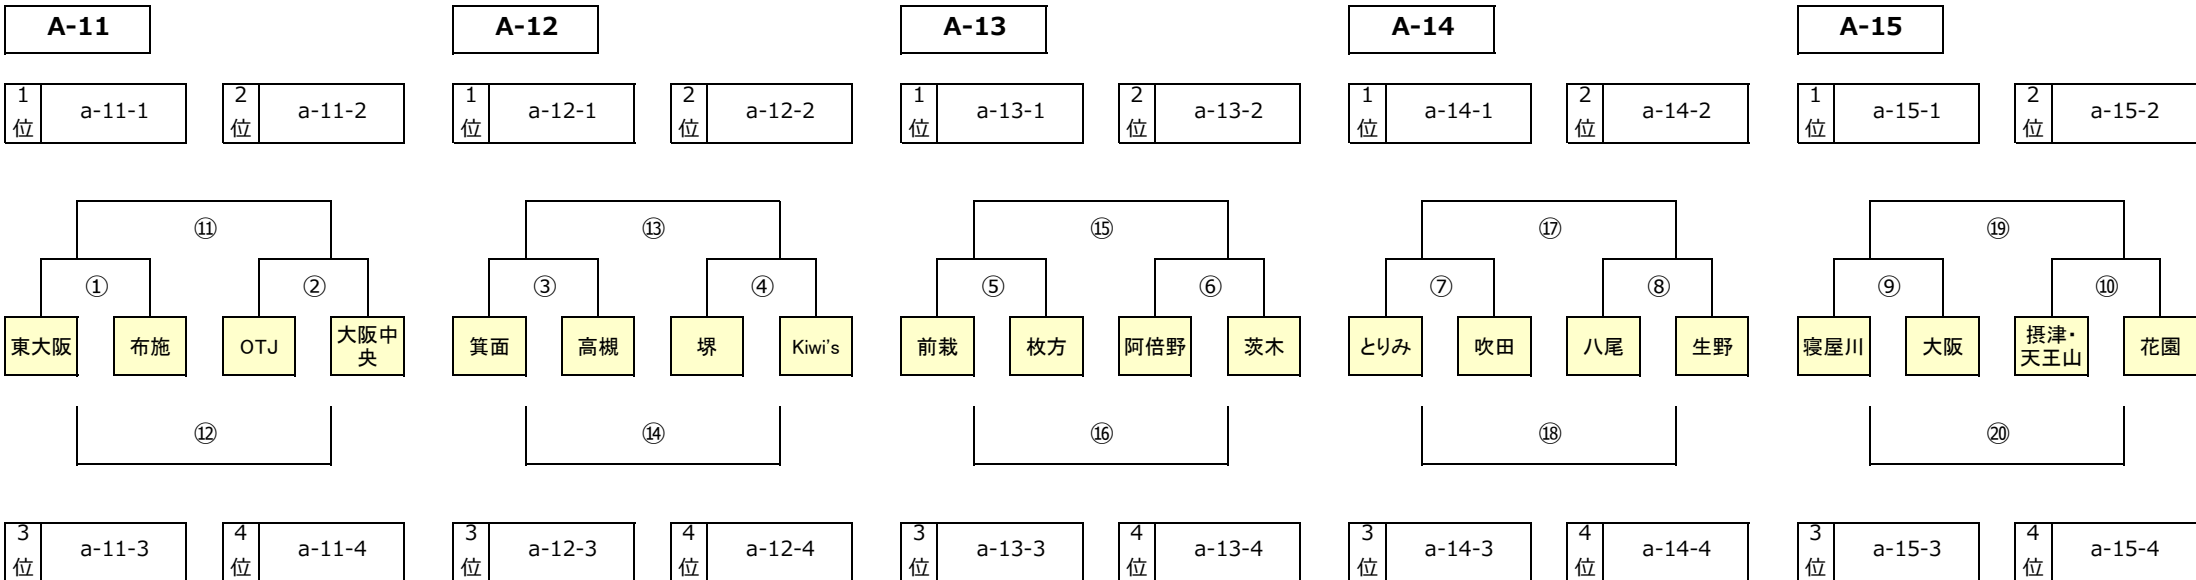 A-11 A-12 A-13 A-14 A-15
1位 a-11-1 2位 a-11-2 1位 a-12-1 2位 a-12-2 1位 a-13-1 2位 a-13-2 1位 a-14-1 2位 a-14-2 1位 a-15-1 2位 a-15-2
⑪ ⑬ ⑮ ⑰ ⑲
① ② ③ ④ ⑤ ⑥ ⑦ ⑧ ⑨ ⑩
東大阪 布施 OTJ 大阪中央 箕面 高槻 堺 Kiwi's 前栽 枚方 阿倍野 茨木 とりみ 吹田 八尾 生野 寝屋川 大阪 摂津・天王山 花園
⑫ ⑭ ⑯ ⑱ ⑳
3位 a-11-3 4位 a-11-4 3位 a-12-3 4位 a-12-4 3位 a-13-3 4位 a-13-4 3位 a-14-3 4位 a-14-4 3位 a-15-3 4位 a-15-4